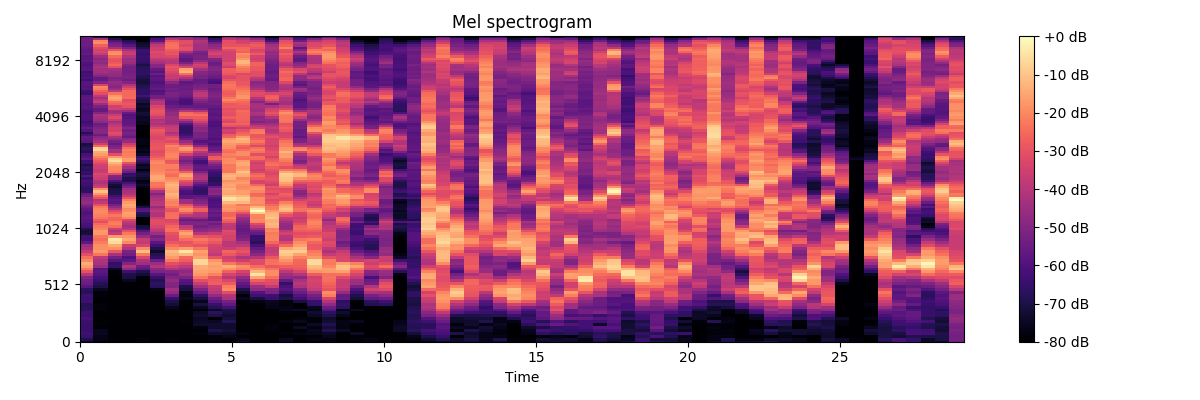 Mel spectrogram
8192
4096
2048
1024
512
0
Hz
0 5 10 15 20 25
Time
+0 dB
-10 dB
-20 dB
-30 dB
-40 dB
-50 dB
-60 dB
-70 dB
-80 dB